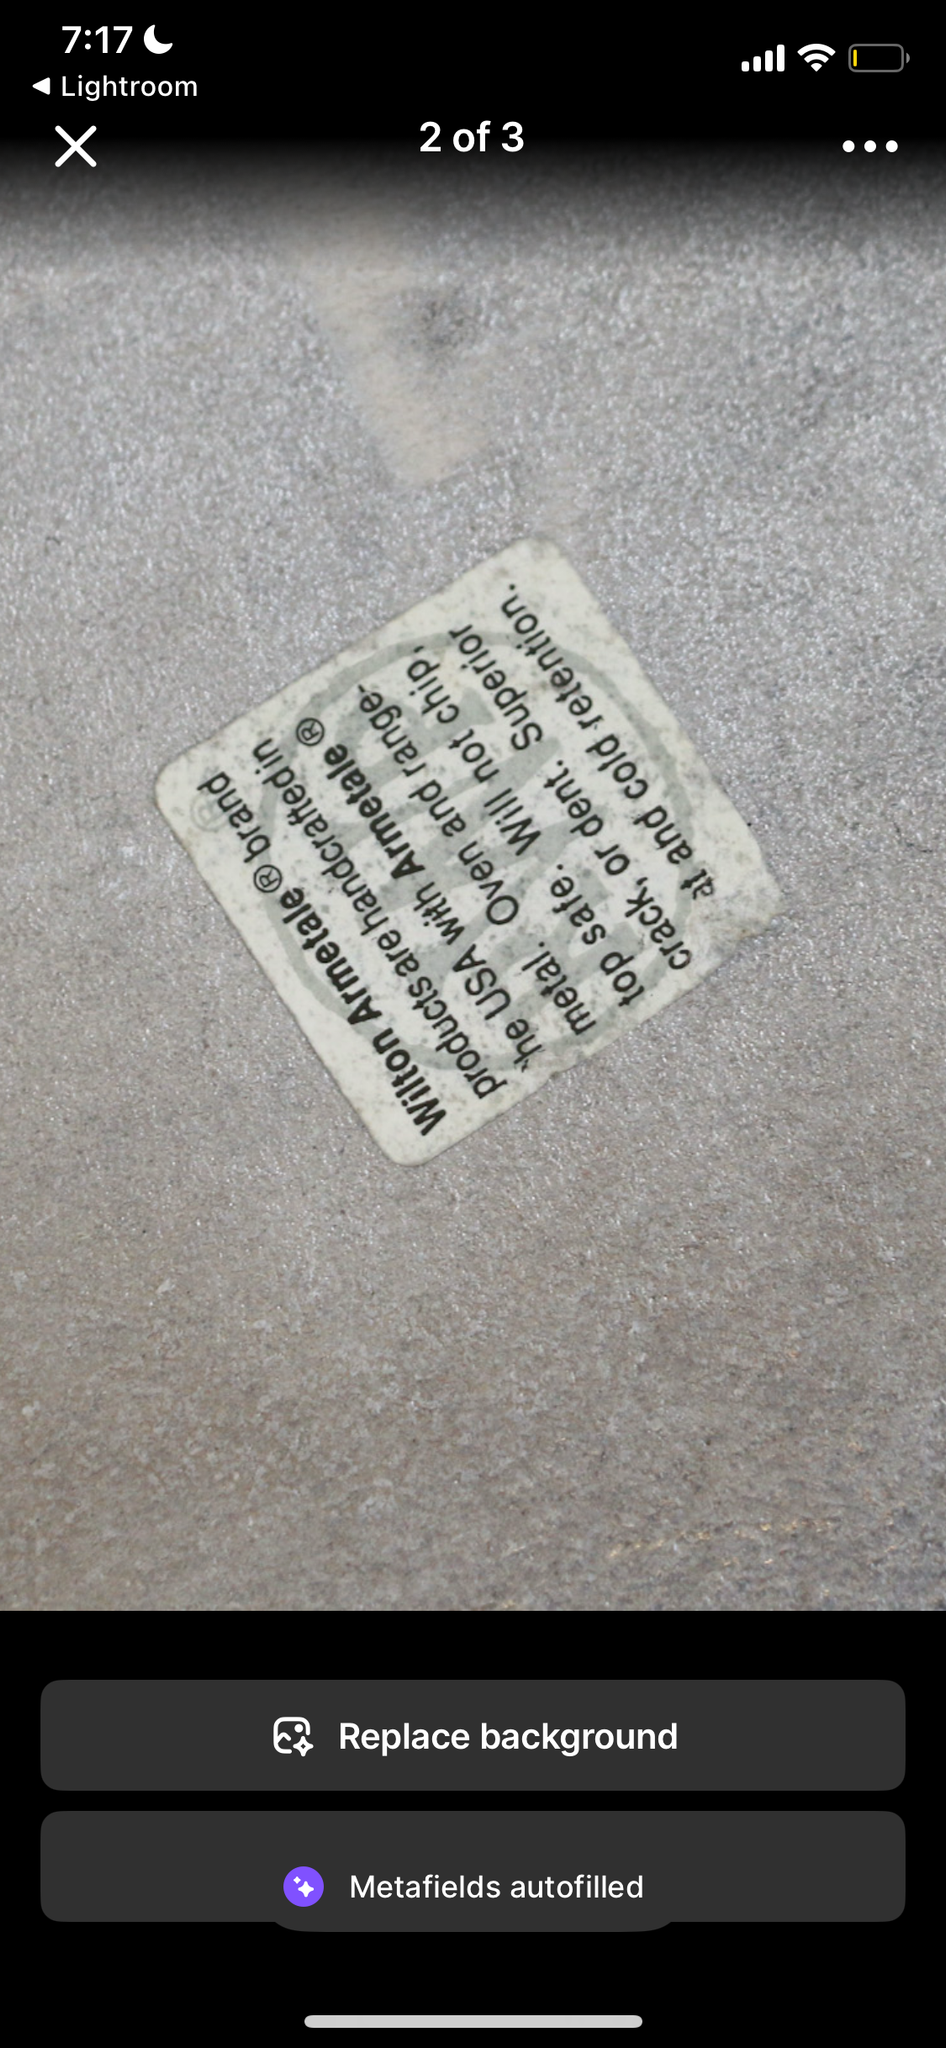 7:17
Lightroom
2 of 3
Wilton Armetale® brand
products are handcrafted in
he USA with Armetale®
metal. Oven and range-
top safe. Will not chip,
crack, or dent. Superior
at and cold retention.
Replace background
Metafields autofilled